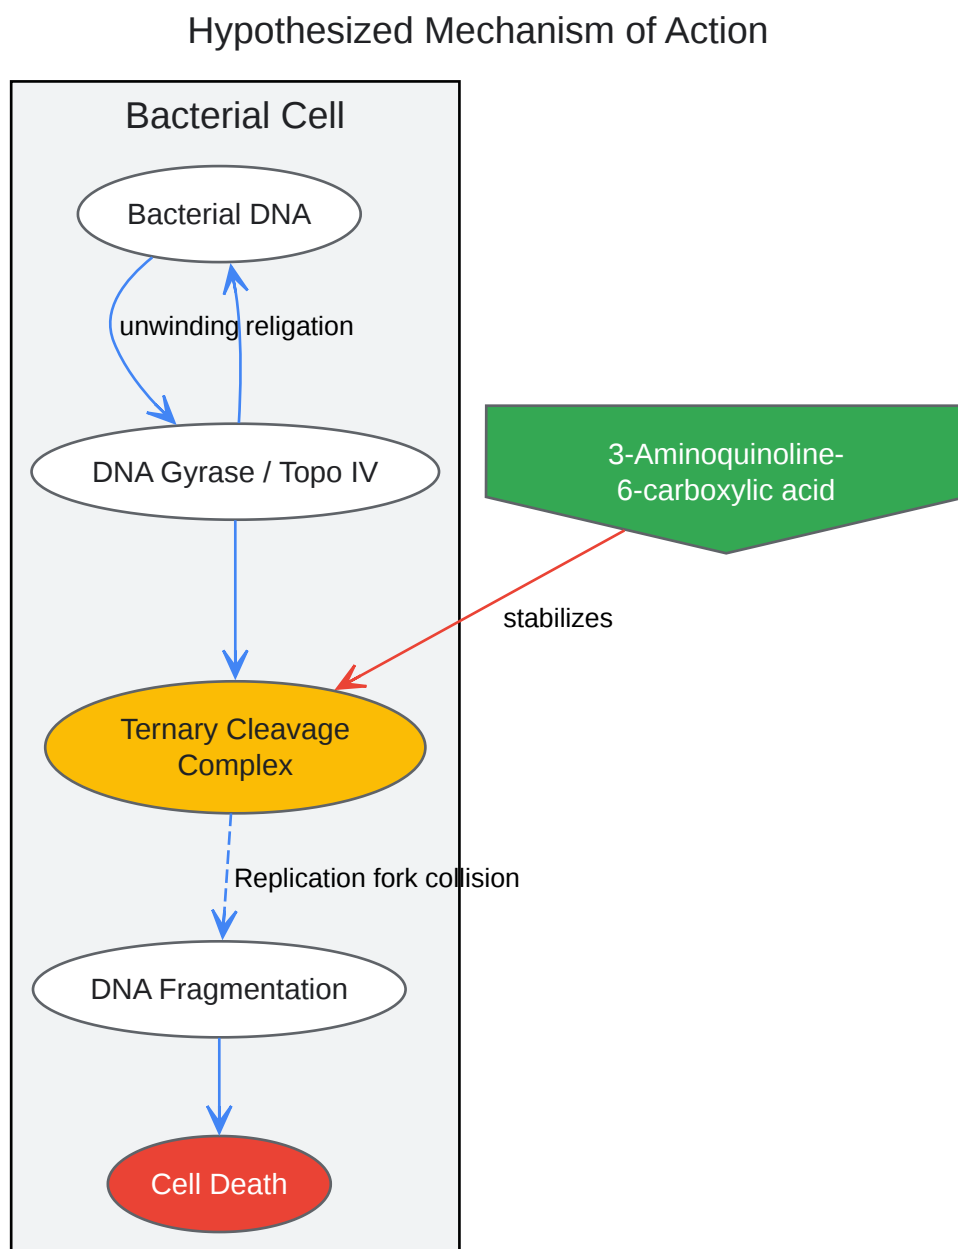 Hypothesized Mechanism of Action
Bacterial Cell
Bacterial DNA
unwinding religation
DNA Gyrase / Topo IV
3-Aminoquinoline-
6-carboxylic acid
stabilizes
Ternary Cleavage
Complex
Replication fork collision
DNA Fragmentation
Cell Death